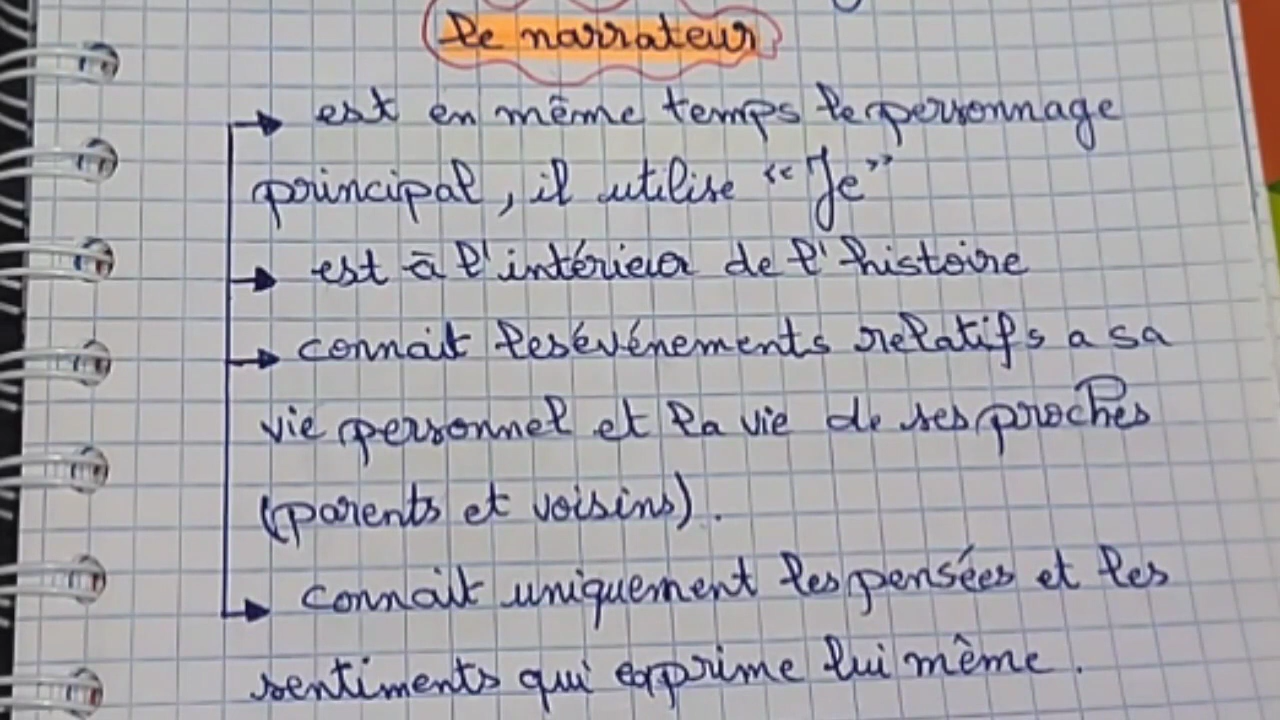 le narrateur
est en même temps le personnage
principal, il utilise "Je"
est à l'intérieur de l'histoire
connait les événements relatifs a sa
vie personnel et la vie de ses proches
(parents et voisins).
connait uniquement les pensées et les
sentiments qui exprime lui même.